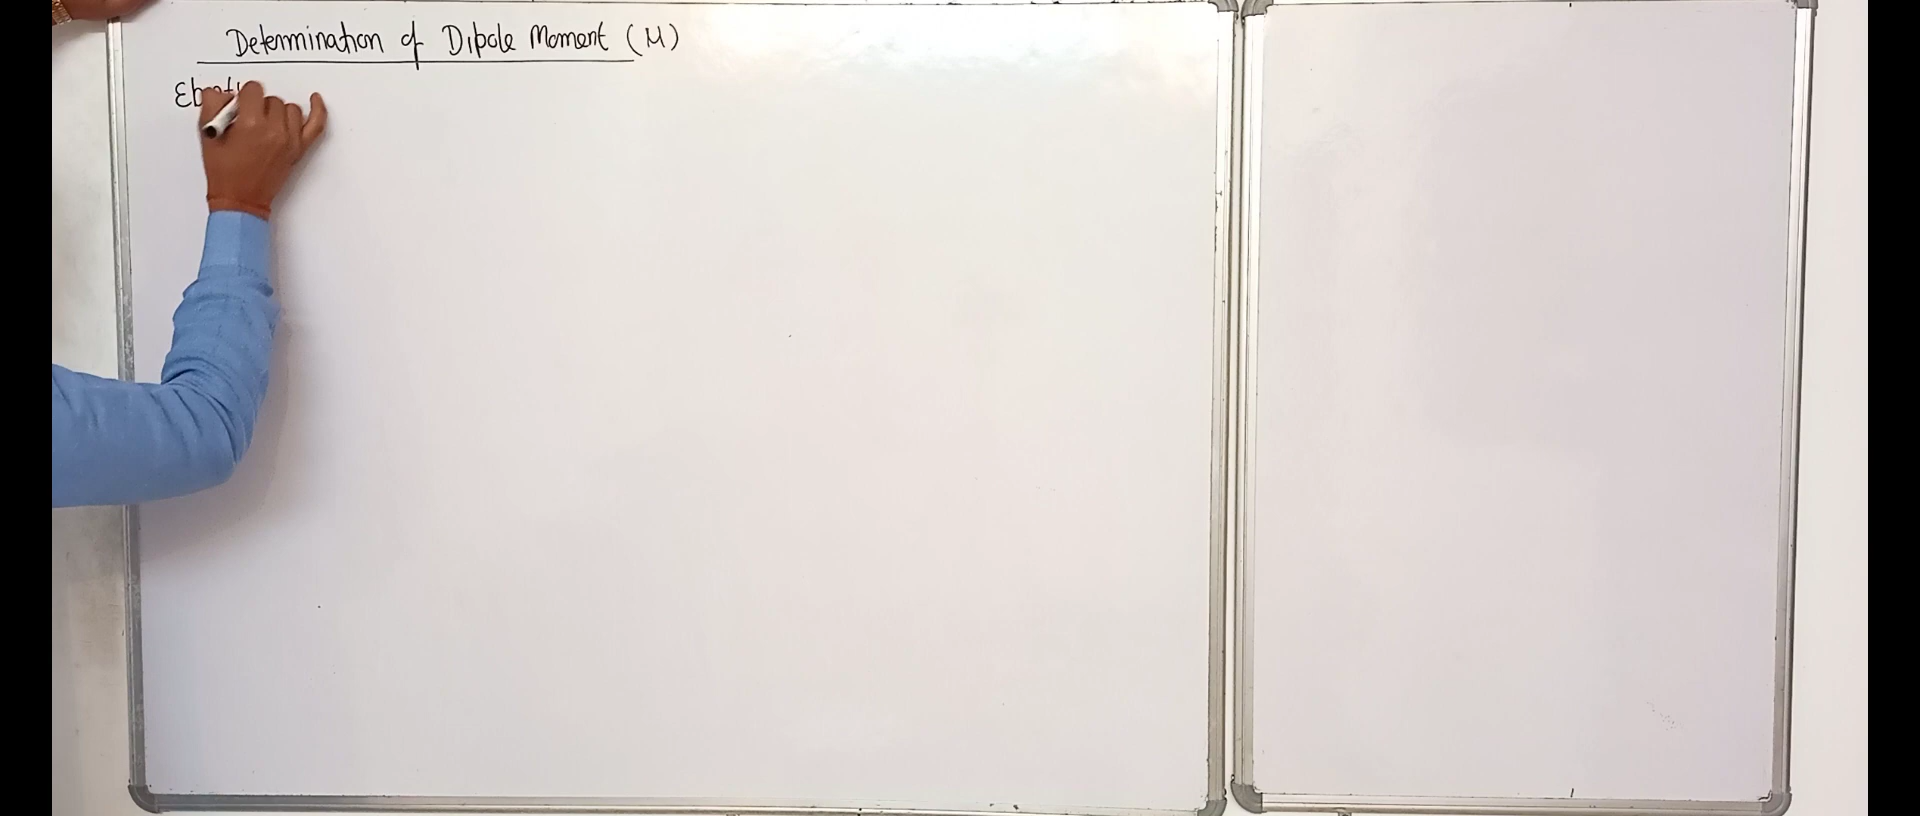 Determination of Dipole Moment (μ)